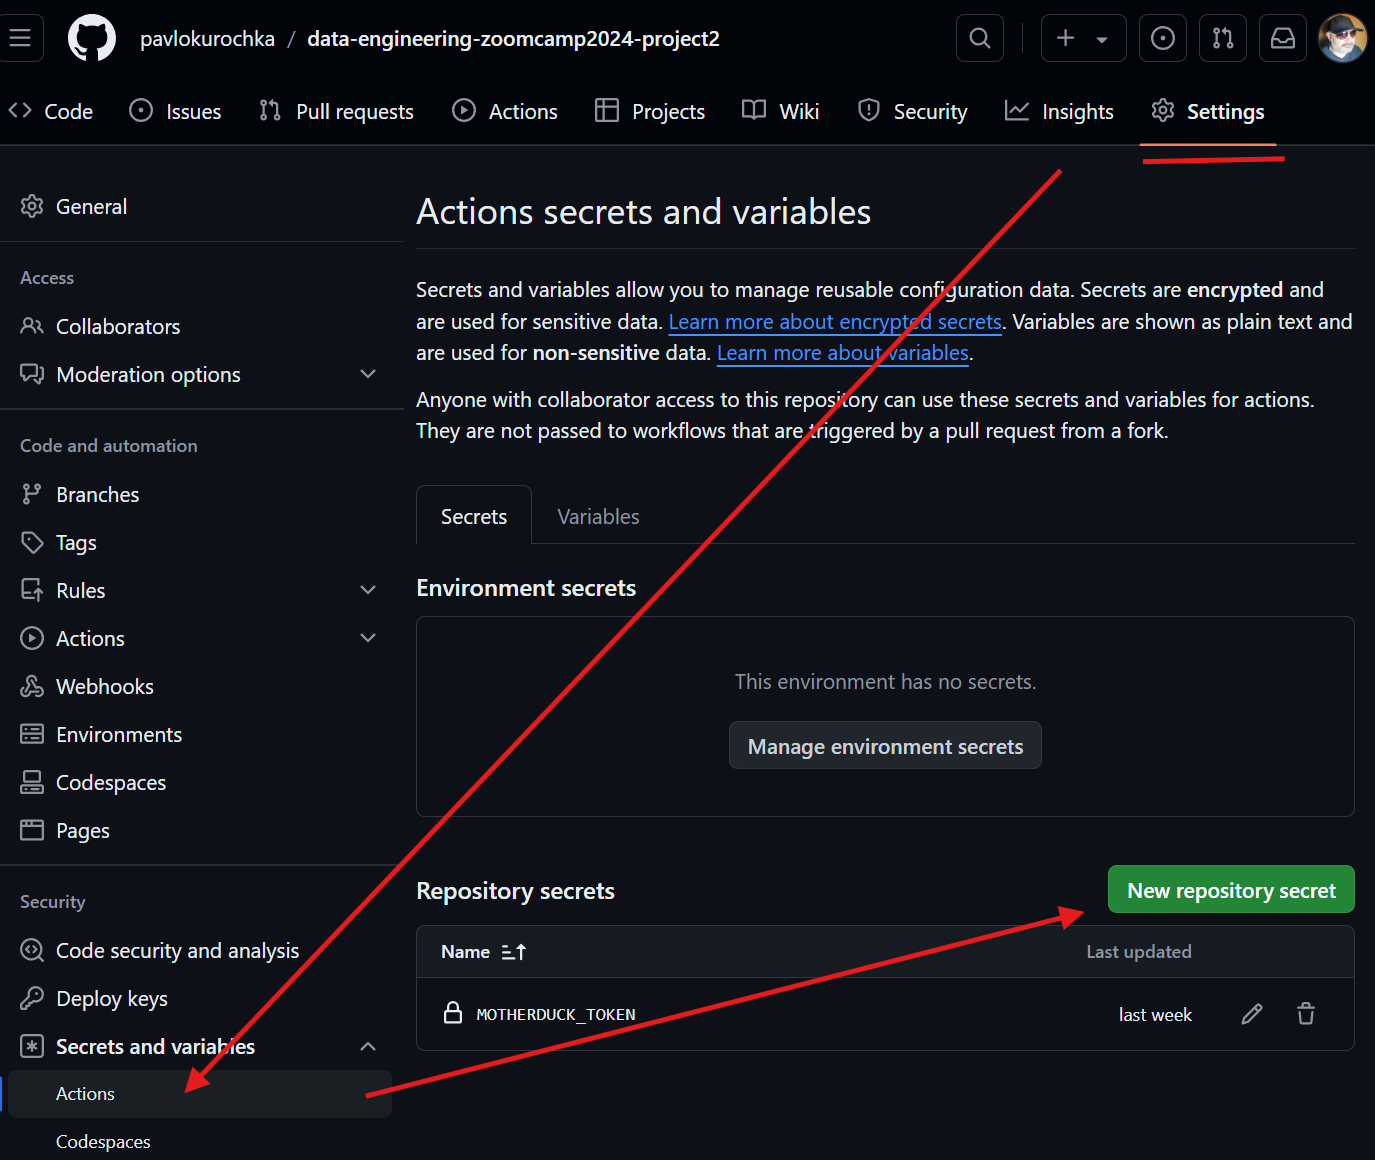 pavlokurochka / data-engineering-zoomcamp2024-project2
Code Issues Pull requests Actions Projects Wiki Security Insights Settings
General
Access
Collaborators
Moderation options
Code and automation
Branches
Tags
Rules
Actions
Webhooks
Environments
Codespaces
Pages
Security
Code security and analysis
Deploy keys
Secrets and variables
Actions
Codespaces
Actions secrets and variables
Secrets and variables allow you to manage reusable configuration data. Secrets are encrypted and
are used for sensitive data. Learn more about encrypted secrets. Variables are shown as plain text and
are used for non-sensitive data. Learn more about variables.
Anyone with collaborator access to this repository can use these secrets and variables for actions.
They are not passed to workflows that are triggered by a pull request from a fork.
Secrets Variables
Environment secrets
This environment has no secrets.
Manage environment secrets
Repository secrets
New repository secret
Name Last updated
MOTHERDUCK_TOKEN last week